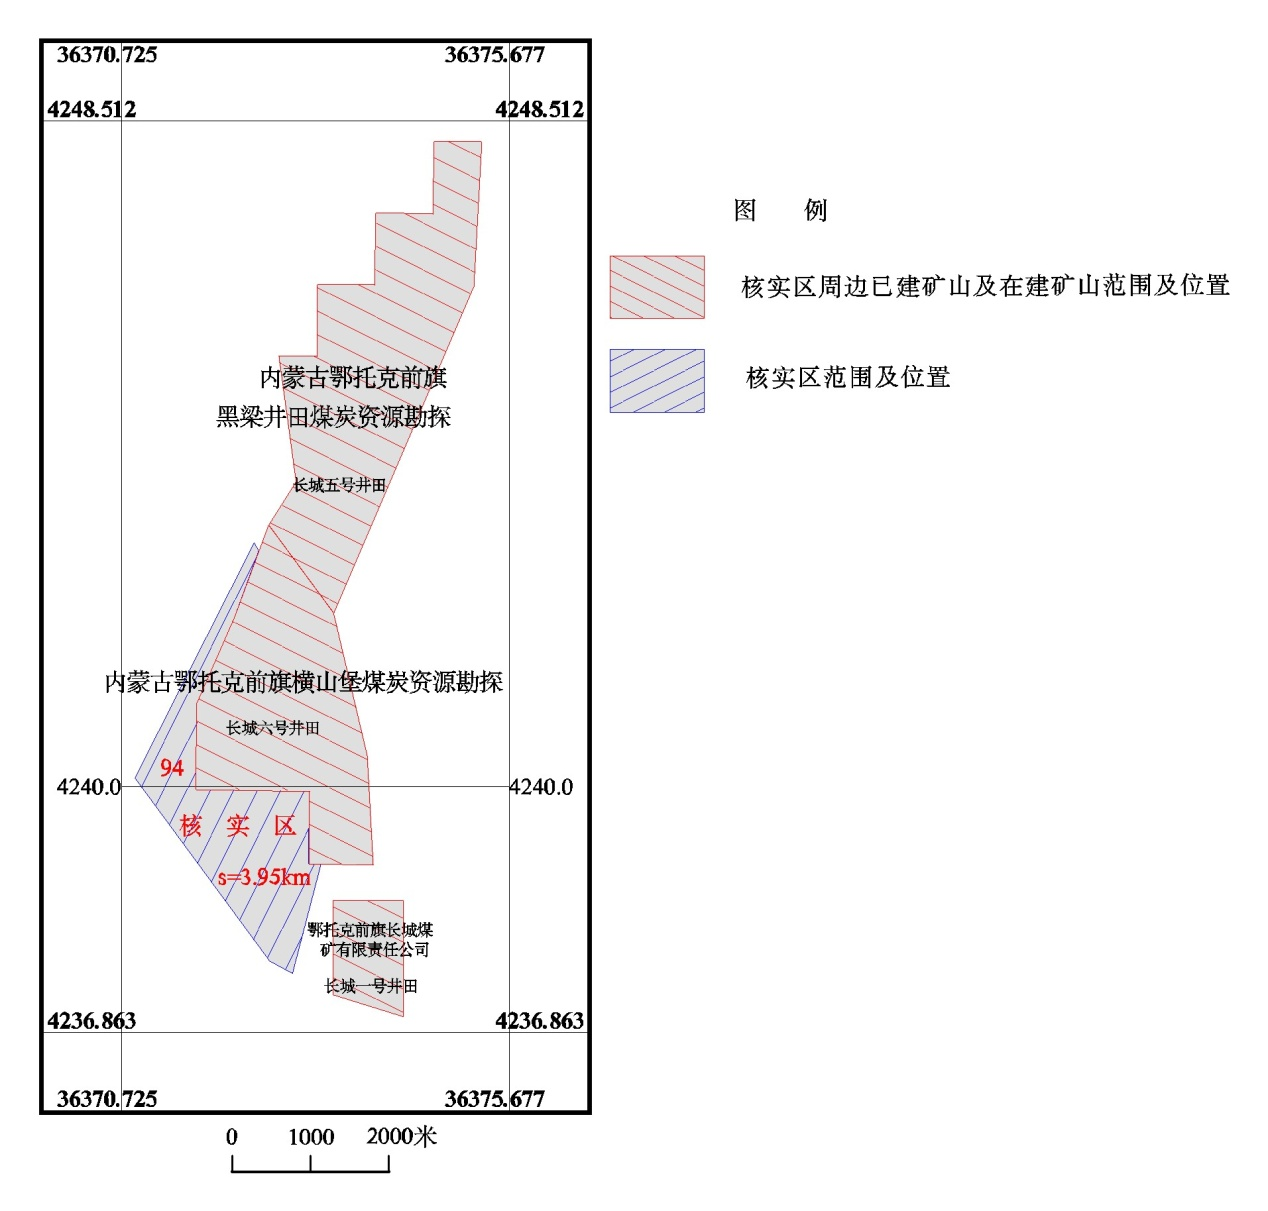 36370.725 36375.677
4248.512 4248.512
图 例
核实区周边已建矿山及在建矿山范围及位置
核实区范围及位置
内蒙古鄂托克前旗
黑梁井田煤炭资源勘探
长城五号井田
内蒙古鄂托克前旗横山堡煤炭资源勘探
长城六号井田
94
4240.0 4240.0
核 实 区
s=3.95km
鄂托克前旗长城煤
矿有限责任公司
长城一号井田
4236.863 4236.863
36370.725 36375.677
0 1000 2000米